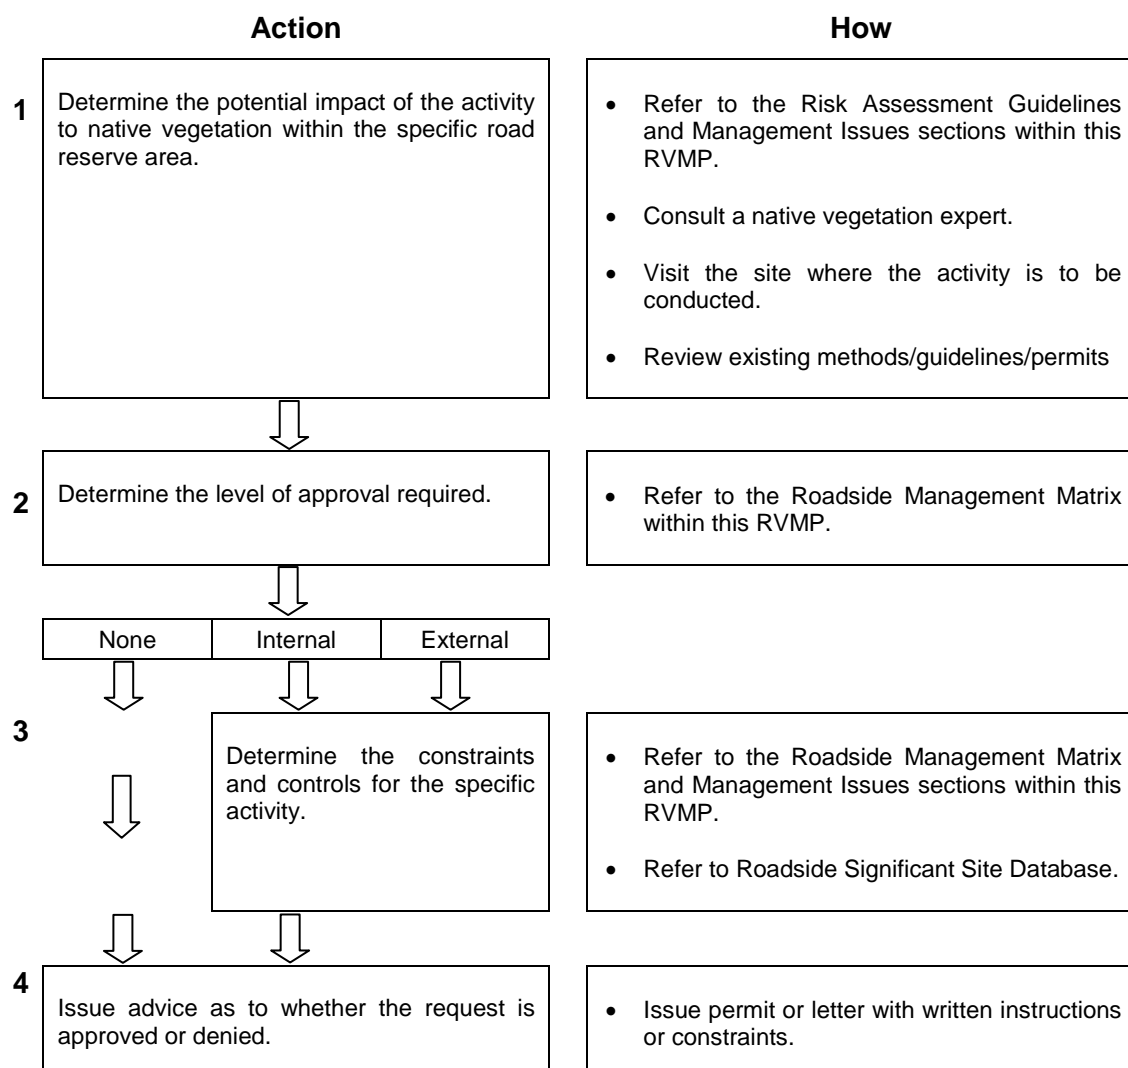 Action
How
1
Determine the potential impact of the activity
to native vegetation within the specific road
reserve area.
• Refer to the Risk Assessment Guidelines
and Management Issues sections within this
RVMP.
• Consult a native vegetation expert.
• Visit the site where the activity is to be
conducted.
• Review existing methods/guidelines/permits
2
Determine the level of approval required.
• Refer to the Roadside Management Matrix
within this RVMP.
None
Internal
External
3
Determine the constraints
and controls for the specific
activity.
• Refer to the Roadside Management Matrix
and Management Issues sections within this
RVMP.
• Refer to Roadside Significant Site Database.
4
Issue advice as to whether the request is
approved or denied.
• Issue permit or letter with written instructions
or constraints.